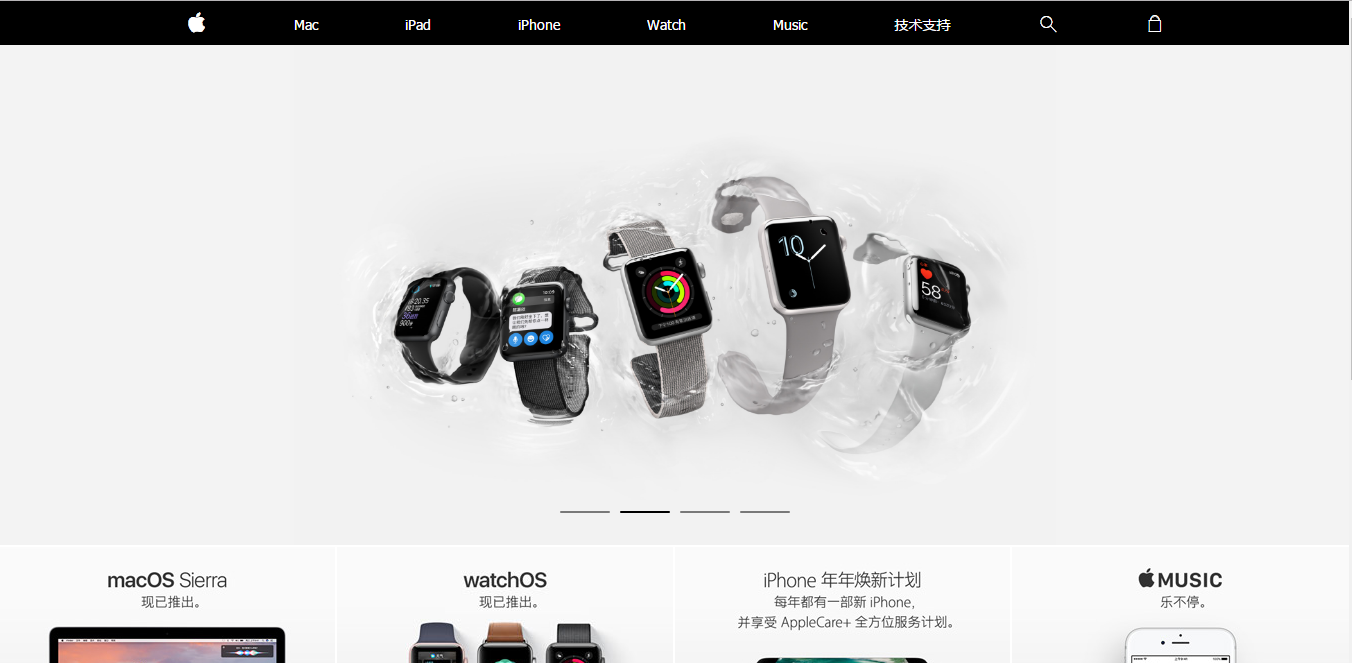 Mac
iPad
iPhone
Watch
Music
技术支持
10
58
macOS Sierra
现已推出。
watchOS
现已推出。
iPhone 年年焕新计划
每年都有一部新 iPhone,
并享受 AppleCare+ 全方位服务计划。
MUSIC
乐不停。